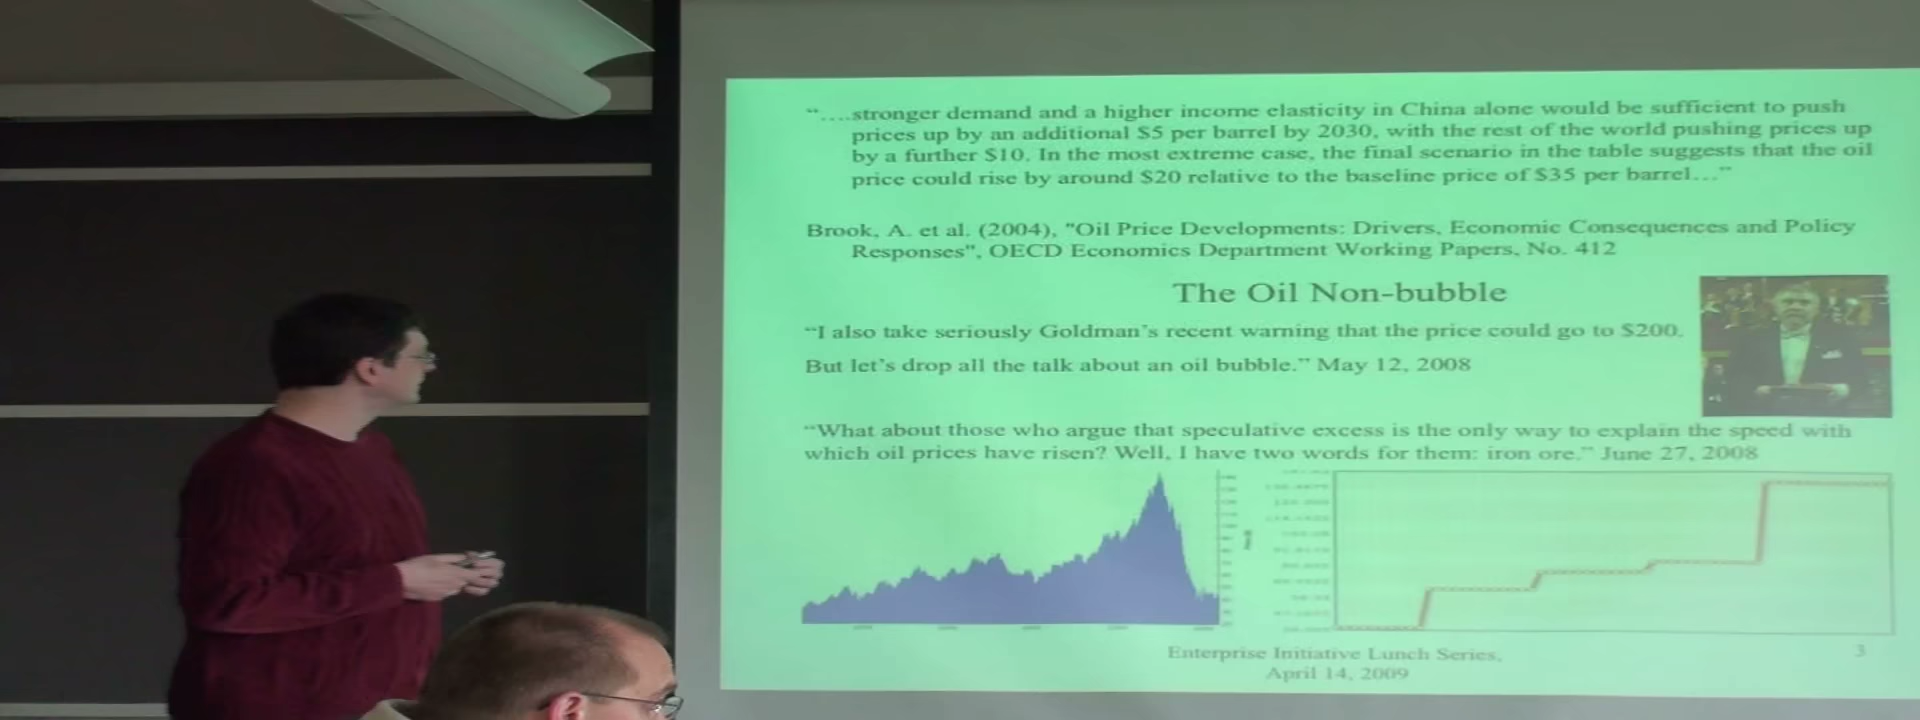 “....stronger demand and a higher income elasticity in China alone would be sufficient to push
prices up by an additional $5 per barrel by 2030, with the rest of the world pushing prices up
by a further $10. In the most extreme case, the final scenario in the table suggests that the oil
price could rise by around $20 relative to the baseline price of $35 per barrel…”
Brook, A. et al. (2004), "Oil Price Developments: Drivers, Economic Consequences and Policy
Responses", OECD Economics Department Working Papers, No. 412
The Oil Non-bubble
“I also take seriously Goldman’s recent warning that the price could go to $200.
But let’s drop all the talk about an oil bubble.” May 12, 2008
“What about those who argue that speculative excess is the only way to explain the speed with
which oil prices have risen? Well, I have two words for them: iron ore.” June 27, 2008
Enterprise Initiative Lunch Series,
April 14, 2009
3